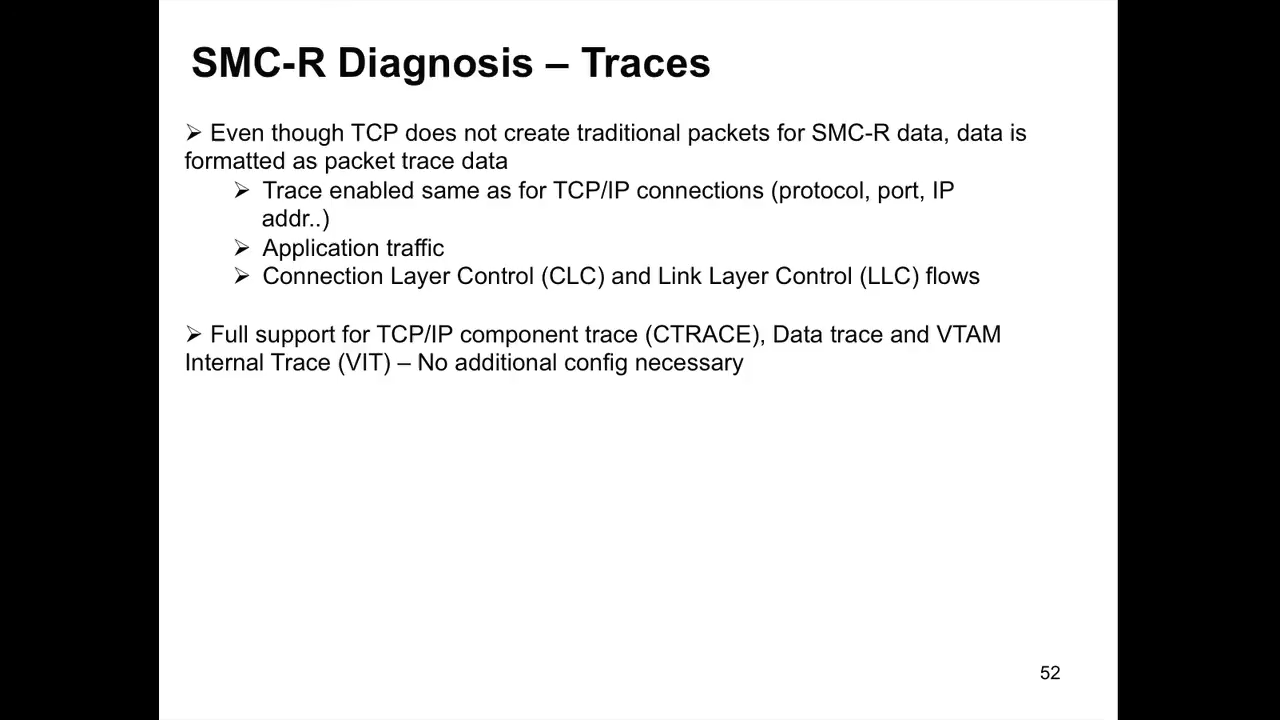 SMC-R Diagnosis – Traces
➢ Even though TCP does not create traditional packets for SMC-R data, data is
formatted as packet trace data
➢ Trace enabled same as for TCP/IP connections (protocol, port, IP
addr..)
➢ Application traffic
➢ Connection Layer Control (CLC) and Link Layer Control (LLC) flows
➢ Full support for TCP/IP component trace (CTRACE), Data trace and VTAM
Internal Trace (VIT) – No additional config necessary
52